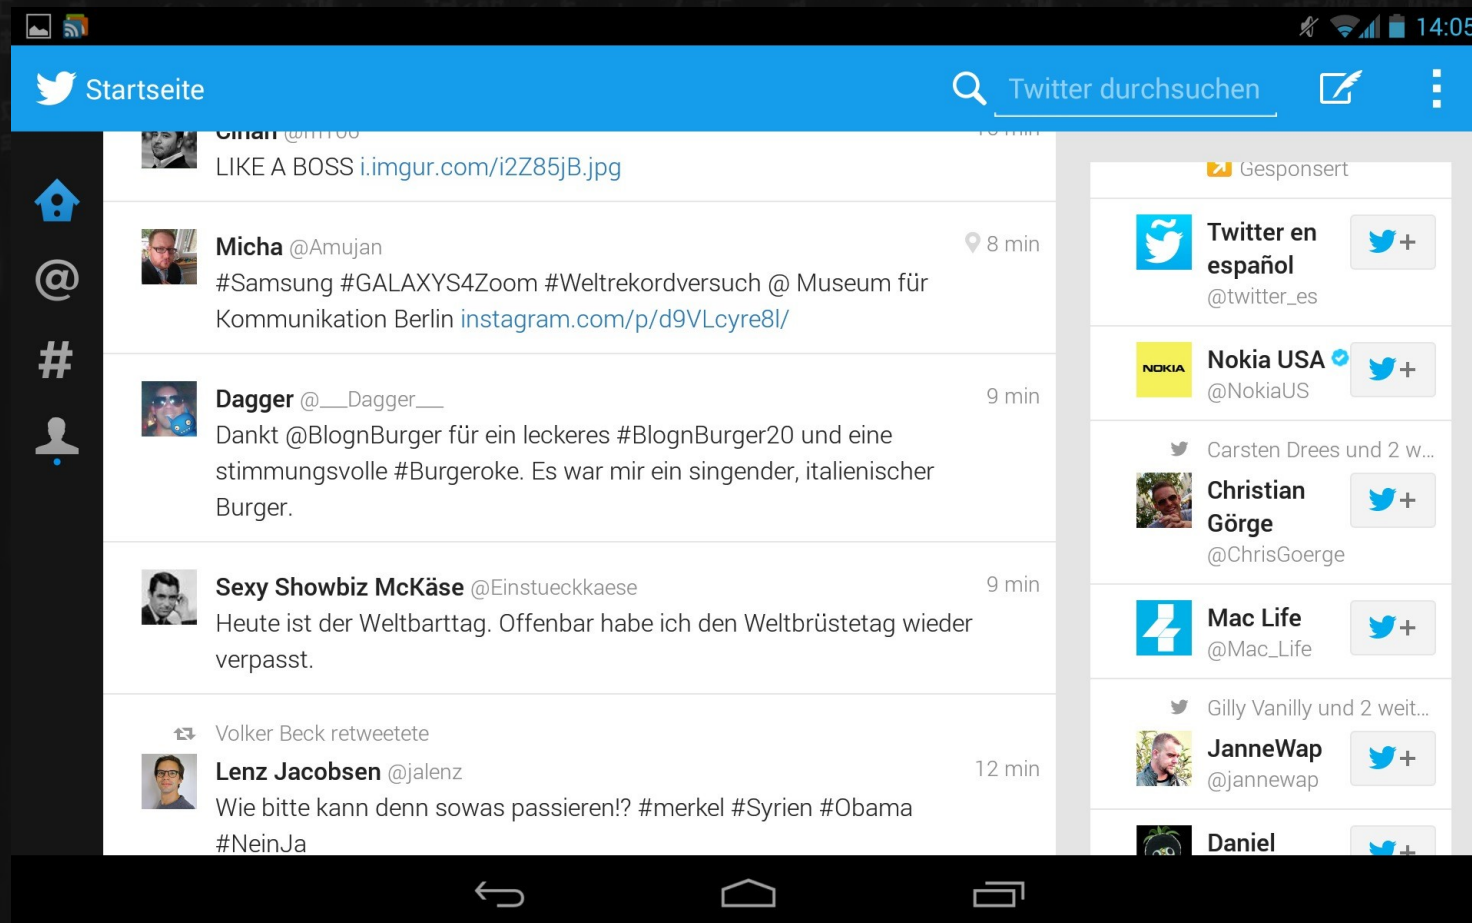 14:05
Startseite
Twitter durchsuchen
LIKE A BOSS i.imgur.com/i2Z85jB.jpg
Micha @Amujan
8 min
#Samsung #GALAXYS4Zoom #Weltrekordversuch @ Museum für
Kommunikation Berlin instagram.com/p/d9VLcyre8l/
Dagger @___Dagger___
9 min
Dankt @BlognBurger für ein leckeres #BlognBurger20 und eine
stimmungsvolle #Burgeroke. Es war mir ein singender, italienischer
Burger.
Sexy Showbiz McKäse @Einstueckkaese
9 min
Heute ist der Weltbarttag. Offenbar habe ich den Weltbrüstetag wieder
verpasst.
Volker Beck retweetete
Lenz Jacobsen @jalenz
12 min
Wie bitte kann denn sowas passieren!? #merkel #Syrien #Obama
#NeinJa
Gesponsert
Twitter en
español
@twitter_es
NOKIA
Nokia USA
@NokiaUS
Carsten Drees und 2 w...
Christian
Görge
@ChrisGoerge
Mac Life
@Mac_Life
Gilly Vanilly und 2 weit...
JanneWap
@jannewap
Daniel